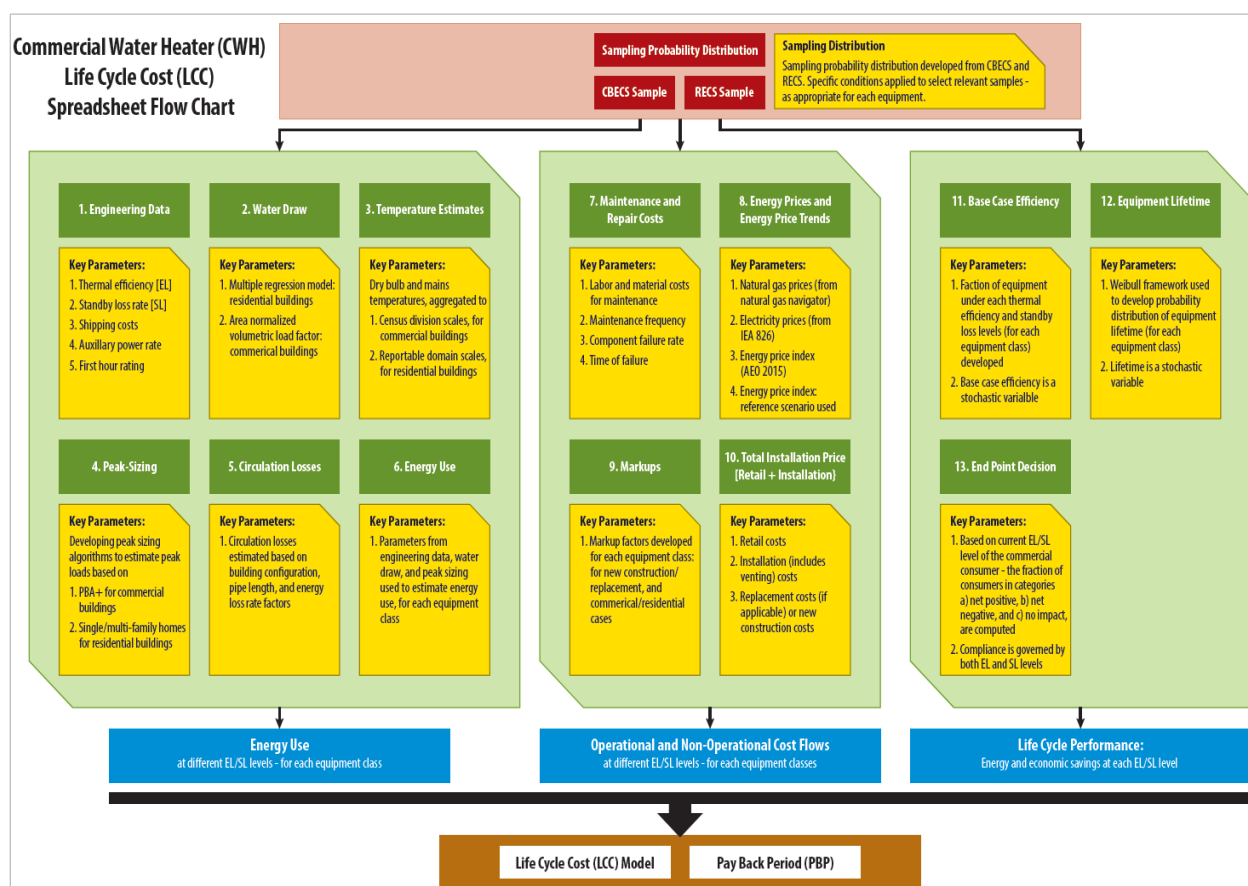 Commercial Water Heater (CWH)
Life Cycle Cost (LCC)
Spreadsheet Flow Chart
Sampling Probability Distribution
CBECS Sample
RECS Sample
Sampling Distribution
Sampling probability distribution developed from CBECS and
RECS. Specific conditions applied to select relevant samples -
as appropriate for each equipment.
1. Engineering Data
Key Parameters:
1. Thermal efficiency [EL]
2. Standby loss rate [SL]
3. Shipping costs
4. Auxillary power rate
5. First hour rating
2. Water Draw
Key Parameters:
1. Multiple regression model:
residential buildings
2. Area normalized
volumetric load factor:
commerical buildings
3. Temperature Estimates
Key Parameters:
Dry bulb and mains
temperatures, aggregated to
1. Census division scales, for
commercial buildings
2. Reportable domain scales,
for residential buildings
4. Peak-Sizing
Key Parameters:
Developing peak sizing
algorithms to estimate peak
loads based on
1. PBA+ for commercial
buildings
2. Single/multi-family homes
for residential buildings
5. Circulation Losses
Key Parameters:
1. Circulation losses
estimated based on
building configuration,
pipe length, and energy
loss rate factors
6. Energy Use
Key Parameters:
1. Parameters from
engineering data, water
draw, and peak sizing
used to estimate energy
use, for each equipment
class
7. Maintenance and
Repair Costs
Key Parameters:
1. Labor and material costs
for maintenance
2. Maintenance frequency
3. Component failure rate
4. Time of failure
8. Energy Prices and
Energy Price Trends
Key Parameters:
1. Natural gas prices (from
natural gas navigator)
2. Electricity prices (from
IEA 826)
3. Energy price index
(AEO 2015)
4. Energy price index:
reference scenario used
9. Markups
Key Parameters:
1. Markup factors developed
for each equipment class:
for new construction/
replacement, and
commerical/residential
cases
10. Total Installation Price
[Retail + Installation}
Key Parameters:
1. Retail costs
2. Installation (includes
venting) costs
3. Replacement costs (if
applicable) or new
construction costs
11. Base Case Efficiency
Key Parameters:
1. Faction of equipment
under each thermal
efficiency and standby
loss levels (for each
equipment class)
developed
2. Base case efficiency is a
stochastic varialble
12. Equipment Lifetime
Key Parameters:
1. Weibull framework used
to develop probability
distribution of equipment
lifetime (for each
equipment class)
2. Lifetime is a stochastic
variable
13. End Point Decision
Key Parameters:
1. Based on current EL/SL
level of the commercial
consumer - the fraction of
consumers in categories
a) net positive, b) net
negative, and c) no impact,
are computed
2. Compliance is governed by
both EL and SL levels
Energy Use
at different EL/SL levels - for each equipment class
Operational and Non-Operational Cost Flows
at different EL/SL levels - for each equipment classes
Life Cycle Performance:
Energy and economic savings at each EL/SL level
Life Cycle Cost (LCC) Model
Pay Back Period (PBP)